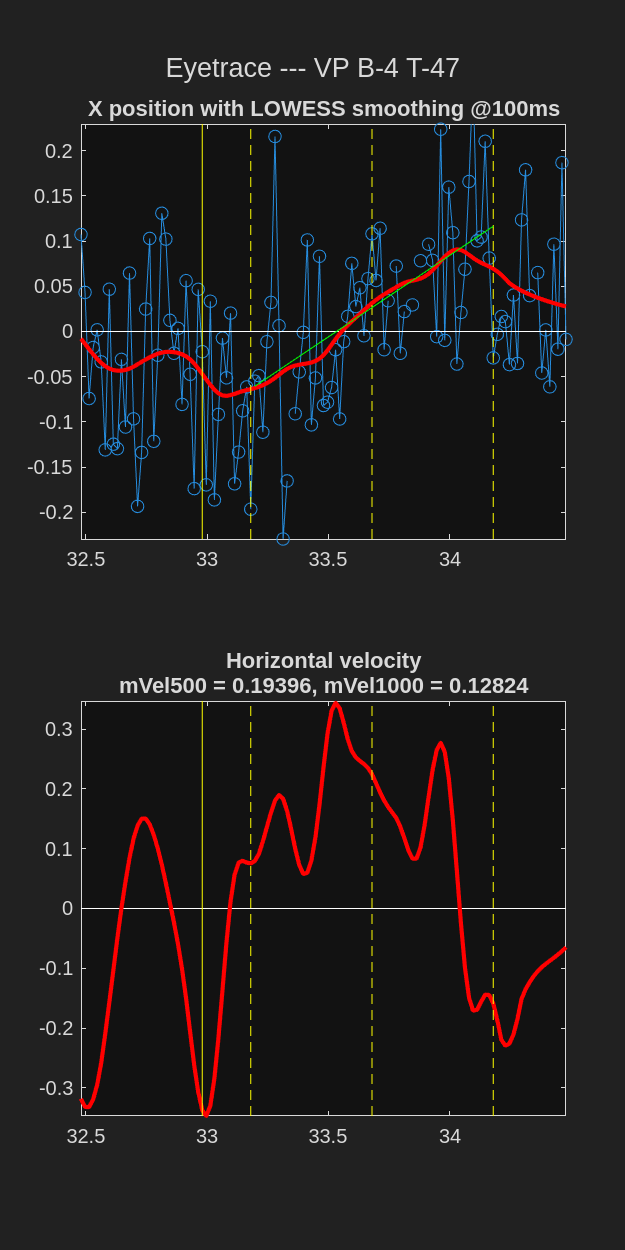 Eyetrace --- VP B-4 T-47
X position with LOWESS smoothing @100ms
0.2
0.15
0.1
0.05
0
-0.05
-0.1
-0.15
-0.2
32.5 33 33.5 34
Horizontal velocity
mVel500 = 0.19396, mVel1000 = 0.12824
0.3
0.2
0.1
0
-0.1
-0.2
-0.3
32.5 33 33.5 34